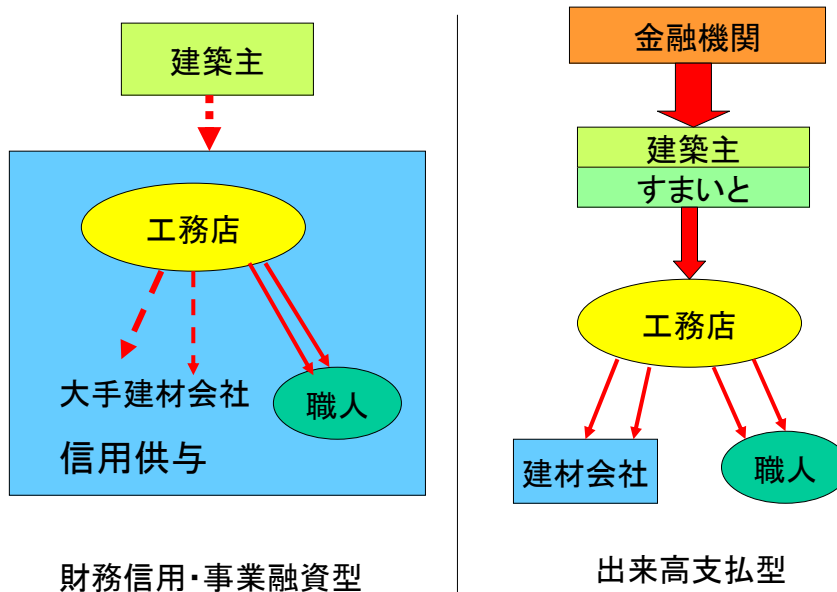 建築主
工務店
大手建材会社
職人
信用供与
財務信用・事業融資型
金融機関
建築主
すまいと
工務店
建材会社
職人
出来高支払型